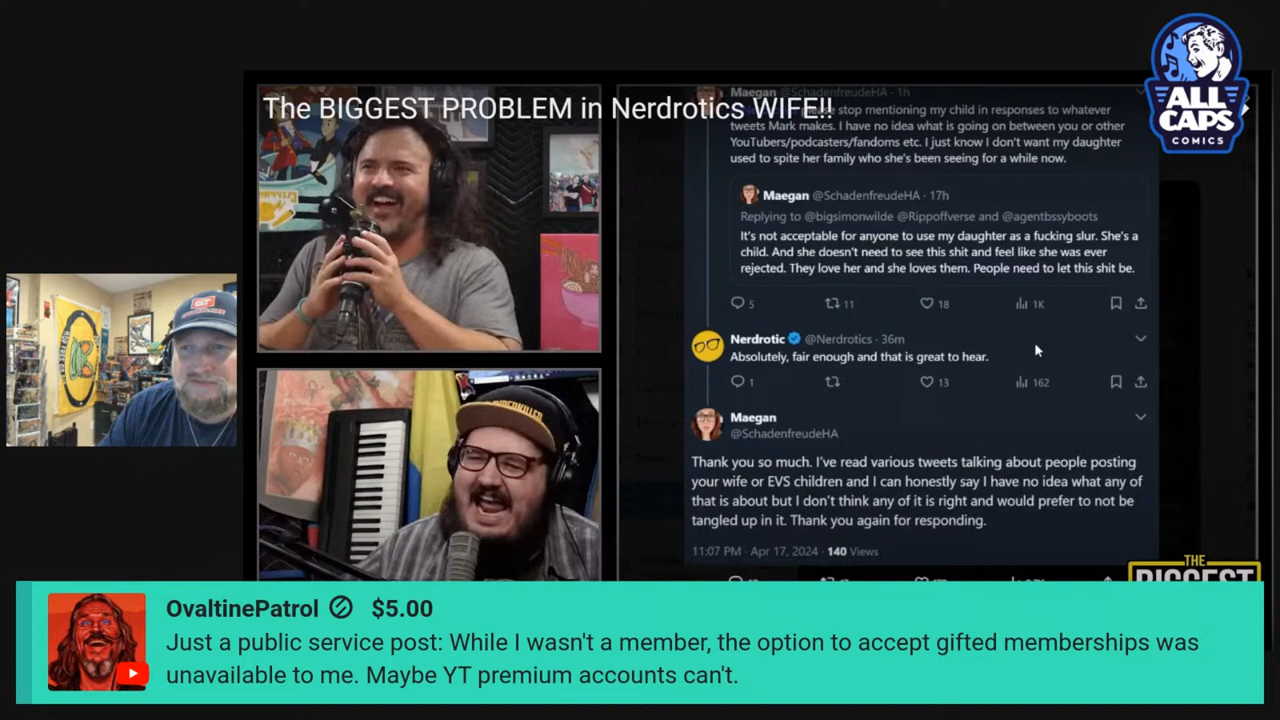 The BIGGEST PROBLEM in Nerdrotics WIFE!!
ALL
CAPS
COMICS
Maegan @SchadenfreudeHA · 1h
stop mentioning my child in responses to whatever
tweets Mark makes. I have no idea what is going on between you or other
YouTubers/podcasters/fandoms etc. I just know I don't want my daughter
used to spite her family who she's been seeing for a while now.
Maegan @SchadenfreudeHA · 17h
Replying to @bigsimonwilde @Rippoffverse and @agentbssyboots
It's not acceptable for anyone to use my daughter as a fucking slur. She's a
child. And she doesn't need to see this shit and feel like she was ever
rejected. They love her and she loves them. People need to let this shit be.
5 11 18 1K
Nerdrotic @Nerdrotics · 36m
Absolutely, fair enough and that is great to hear.
1 13 162
Maegan
@SchadenfreudeHA
Thank you so much. I've read various tweets talking about people posting
your wife or EVS children and I can honestly say I have no idea what any of
that is about but I don't think any of it is right and would prefer to not be
tangled up in it. Thank you again for responding.
11:07 PM · Apr 17, 2024 · 140 Views
THE
BIGGEST
OvaltinePatrol $5.00
Just a public service post: While I wasn't a member, the option to accept gifted memberships was
unavailable to me. Maybe YT premium accounts can't.